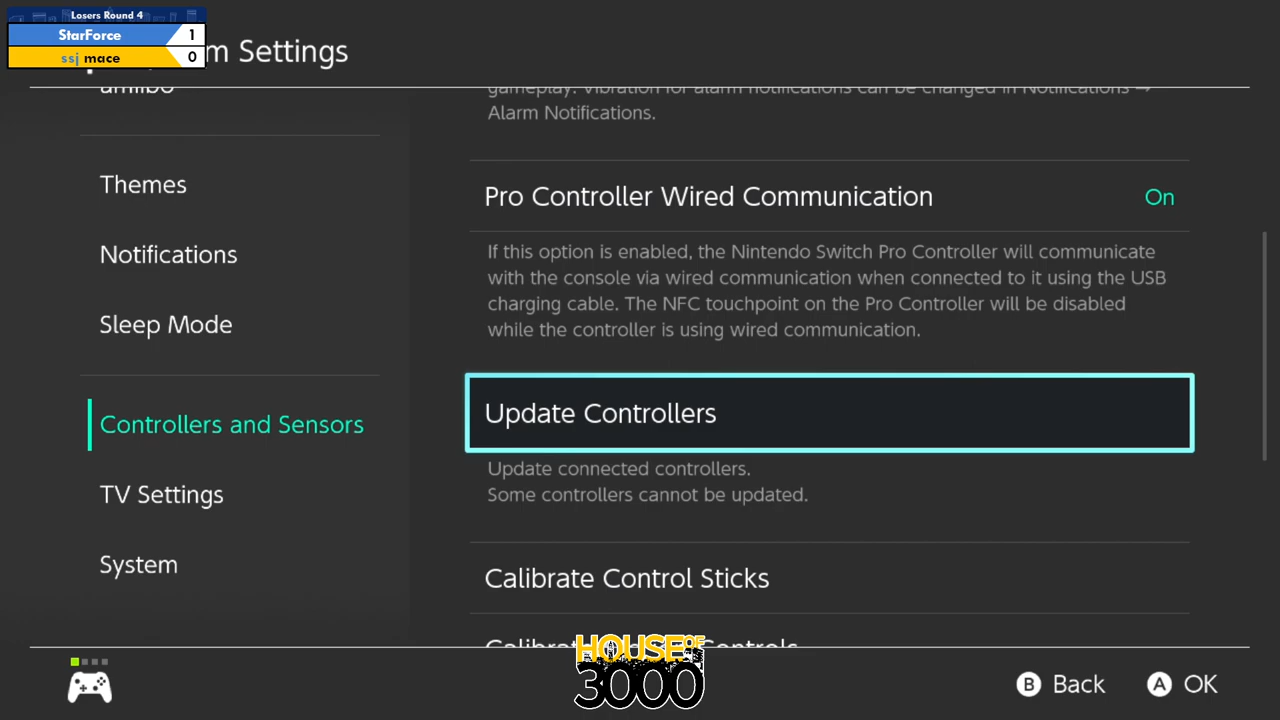 Losers Round 4
StarForce 1
ssj mace 0
m Settings
amiibo
Themes
Notifications
Sleep Mode
Controllers and Sensors
TV Settings
System
gameplay. Vibration for alarm notifications can be changed in Notifications →
Alarm Notifications.
Pro Controller Wired Communication On
If this option is enabled, the Nintendo Switch Pro Controller will communicate
with the console via wired communication when connected to it using the USB
charging cable. The NFC touchpoint on the Pro Controller will be disabled
while the controller is using wired communication.
Update Controllers
Update connected controllers.
Some controllers cannot be updated.
Calibrate Control Sticks
Controls
HOUSE OF
3000
B Back A OK